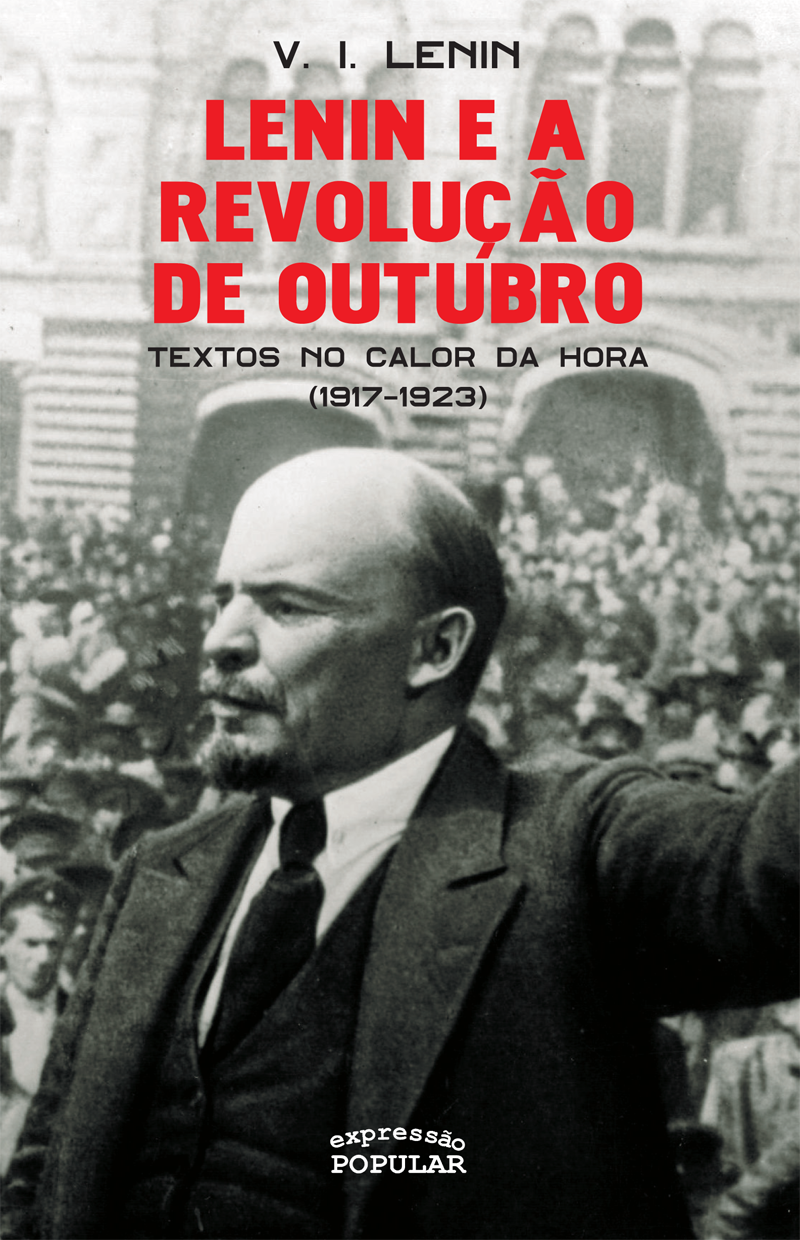 V. I. LENIN
LENIN E A
REVOLUÇÃO
DE OUTUBRO
TEXTOS NO CALOR DA HORA
(1917–1923)
expressão
POPULAR